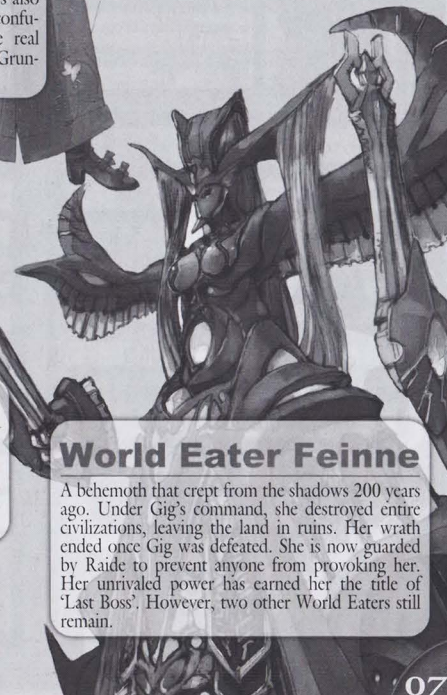 s also
confu-
e real
Grun-
World Eater Feinne
A behemoth that crept from the shadows 200 years
ago. Under Gig's command, she destroyed entire
civilizations, leaving the land in ruins. Her wrath
ended once Gig was defeated. She is now guarded
by Raide to prevent anyone from provoking her.
Her unrivaled power has earned her the title of
'Last Boss'. However, two other World Eaters still
remain.
07